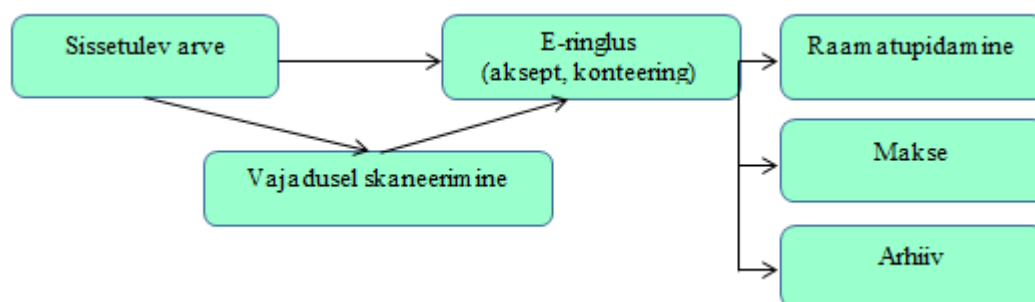 Sissetulev arve
E-ringlus
(aksept, konteering)
Raamatupidamine
Vajadusel skaneerimine
Makse
Arhiiv